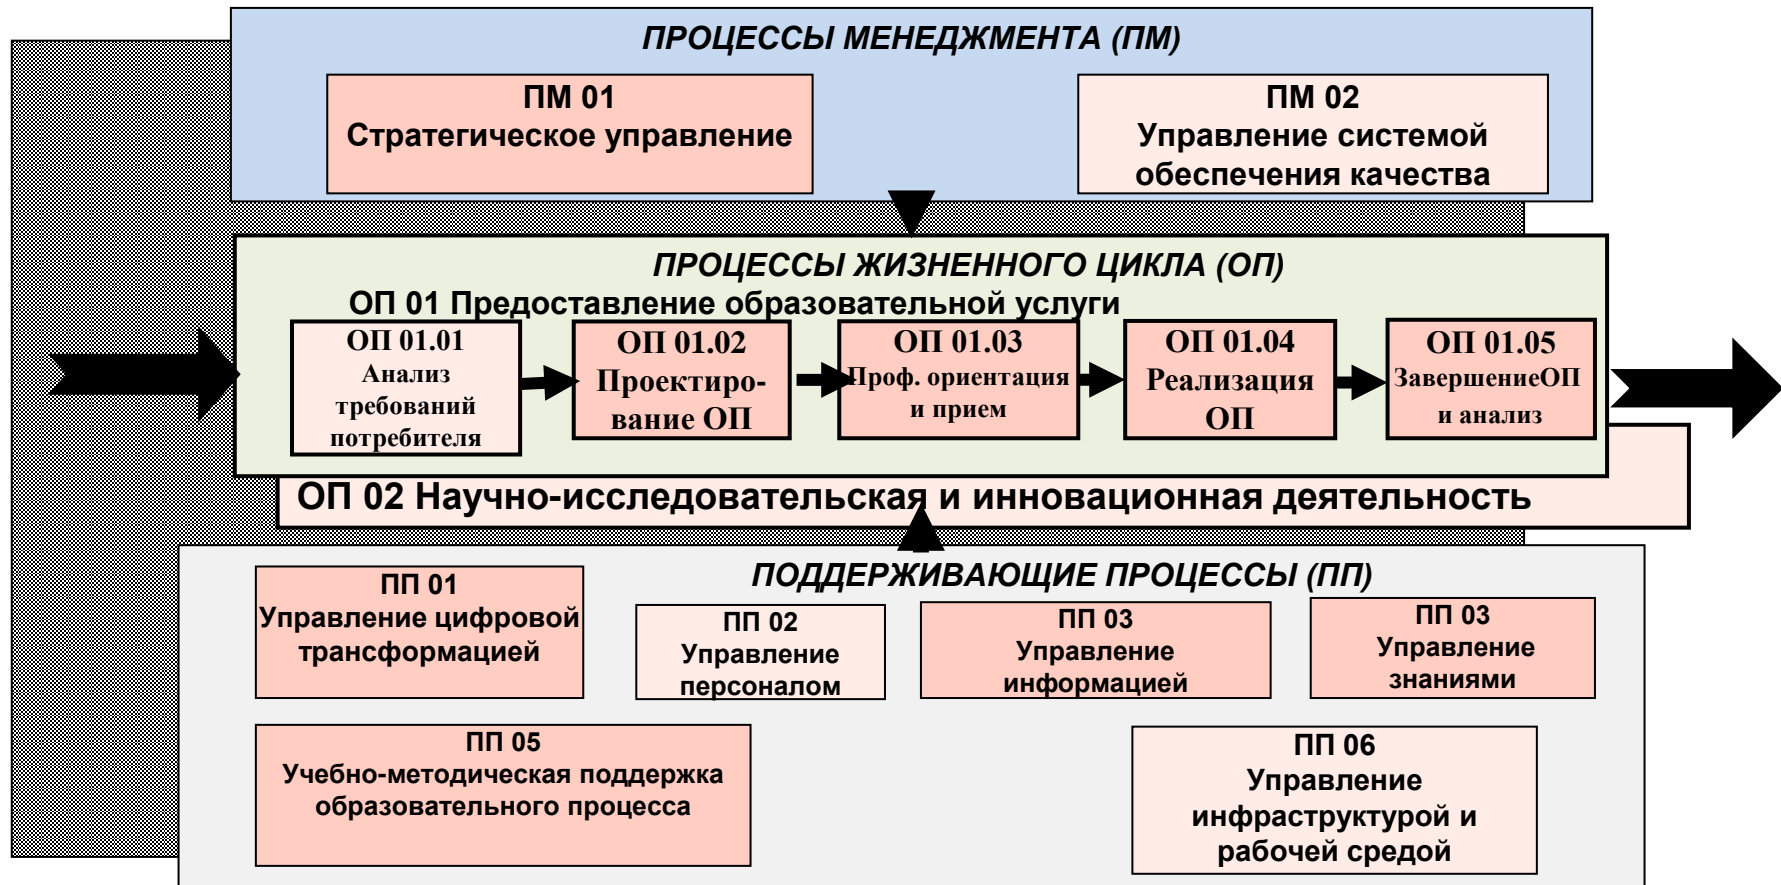 ПРОЦЕССЫ МЕНЕДЖМЕНТА (ПМ)
ПМ 01
Стратегическое управление
ПМ 02
Управление системой
обеспечения качества
ПРОЦЕССЫ ЖИЗНЕННОГО ЦИКЛА (ОП)
ОП 01 Предоставление образовательной услуги
ОП 01.01
Анализ
требований
потребителя
ОП 01.02
Проектиро-
вание ОП
ОП 01.03
Проф. ориентация
и прием
ОП 01.04
Реализация
ОП
ОП 01.05
ЗавершениеОП
и анализ
ОП 02 Научно-исследовательская и инновационная деятельность
ПОДДЕРЖИВАЮЩИЕ ПРОЦЕССЫ (ПП)
ПП 01
Управление цифровой
трансформацией
ПП 02
Управление
персоналом
ПП 03
Управление
информацией
ПП 03
Управление
знаниями
ПП 05
Учебно-методическая поддержка
образовательного процесса
ПП 06
Управление
инфраструктурой и
рабочей средой